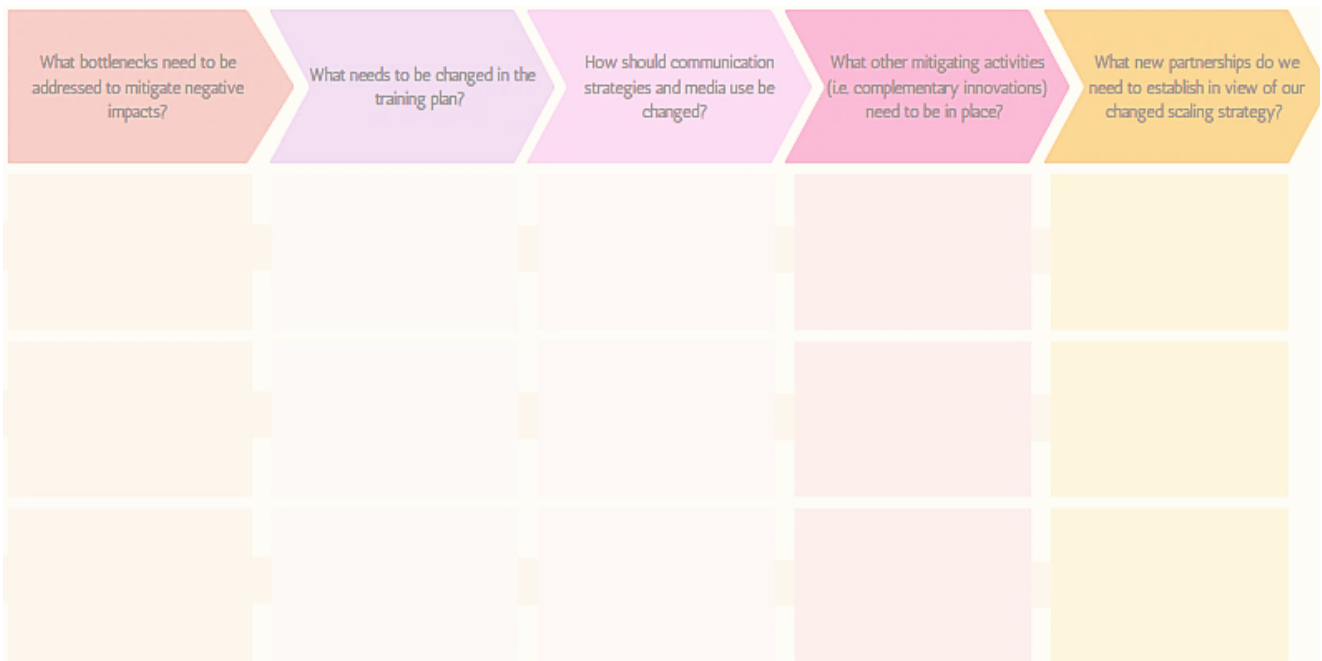 What bottlenecks need to be
addressed to mitigate negative
impacts?
What needs to be changed in the
training plan?
How should communication
strategies and media use be
changed?
What other mitigating activities
(i.e. complementary innovations)
need to be in place?
What new partnerships do we
need to establish in view of our
changed scaling strategy?